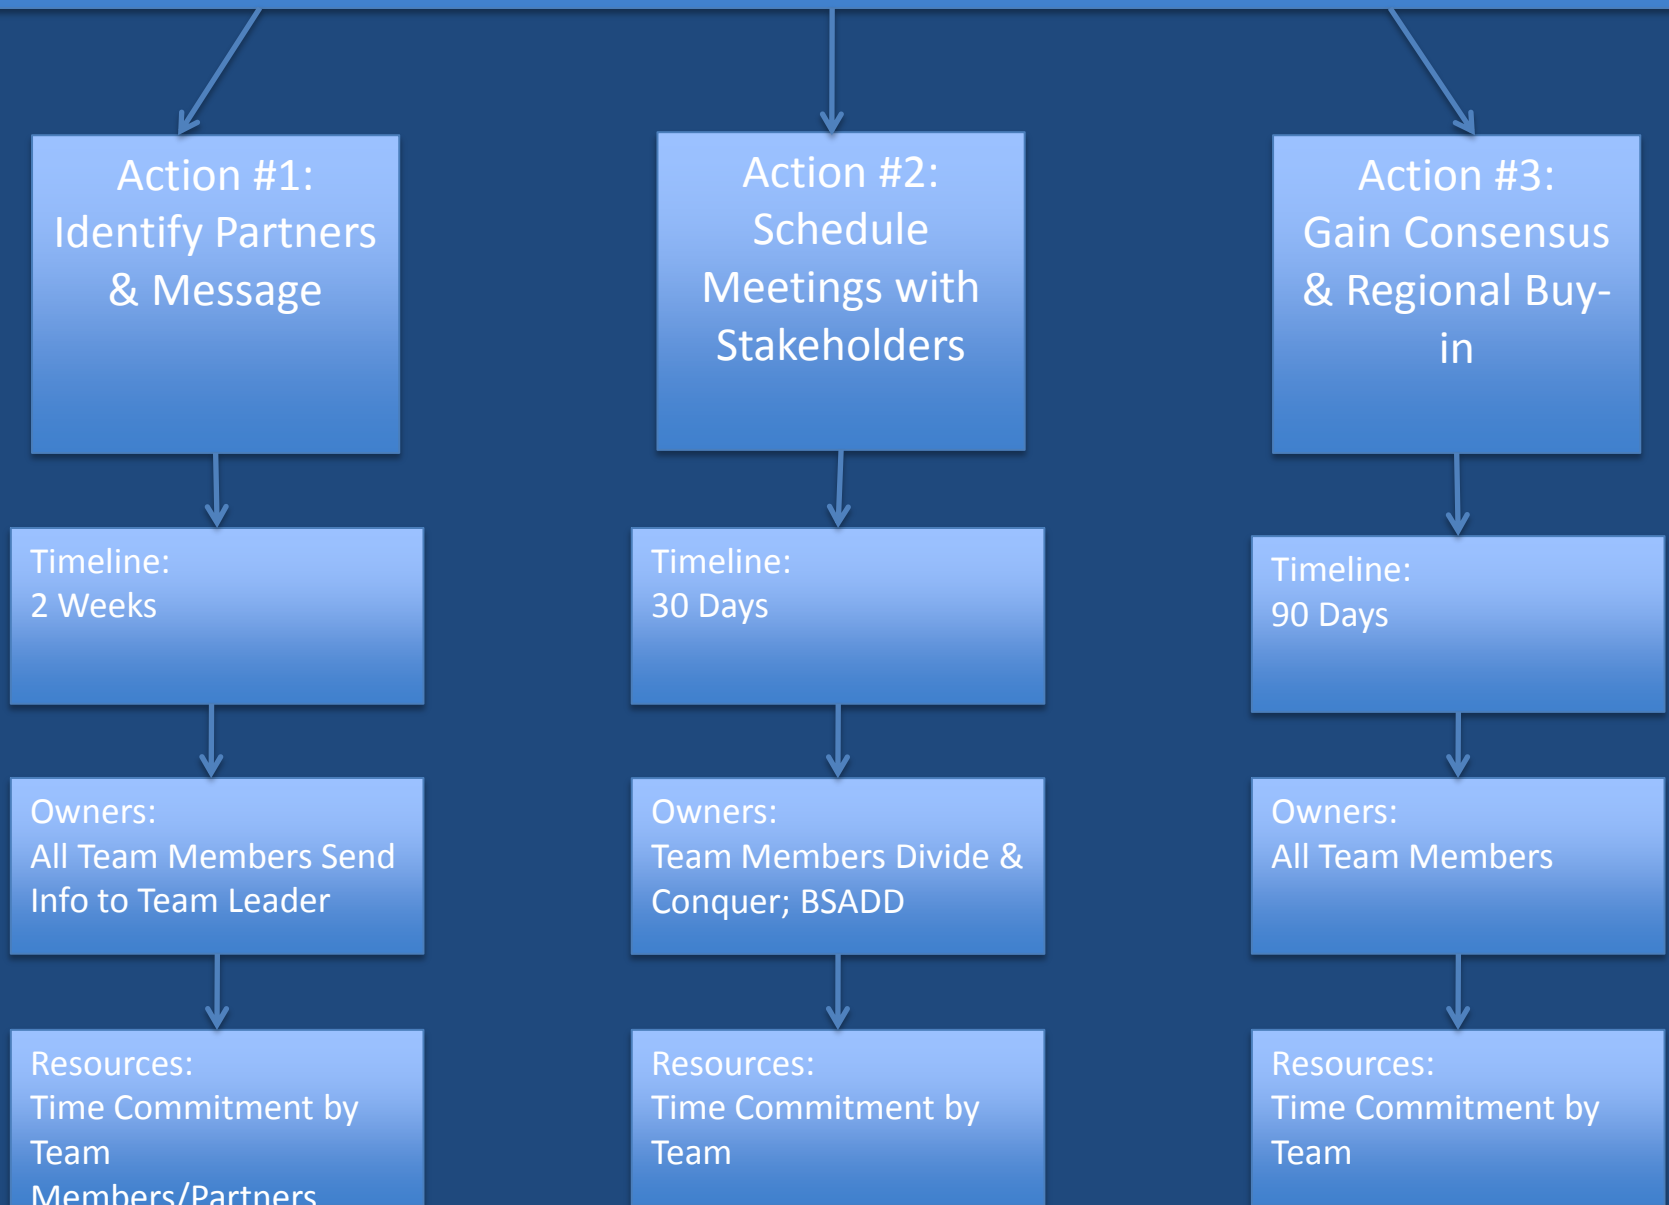 Action #1:
Identify Partners
& Message
Action #2:
Schedule
Meetings with
Stakeholders
Action #3:
Gain Consensus
& Regional Buy-
in
Timeline:
2 Weeks
Timeline:
30 Days
Timeline:
90 Days
Owners:
All Team Members Send
Info to Team Leader
Owners:
Team Members Divide &
Conquer; BSADD
Owners:
All Team Members
Resources:
Time Commitment by
Team
Members/Partners
Resources:
Time Commitment by
Team
Resources:
Time Commitment by
Team